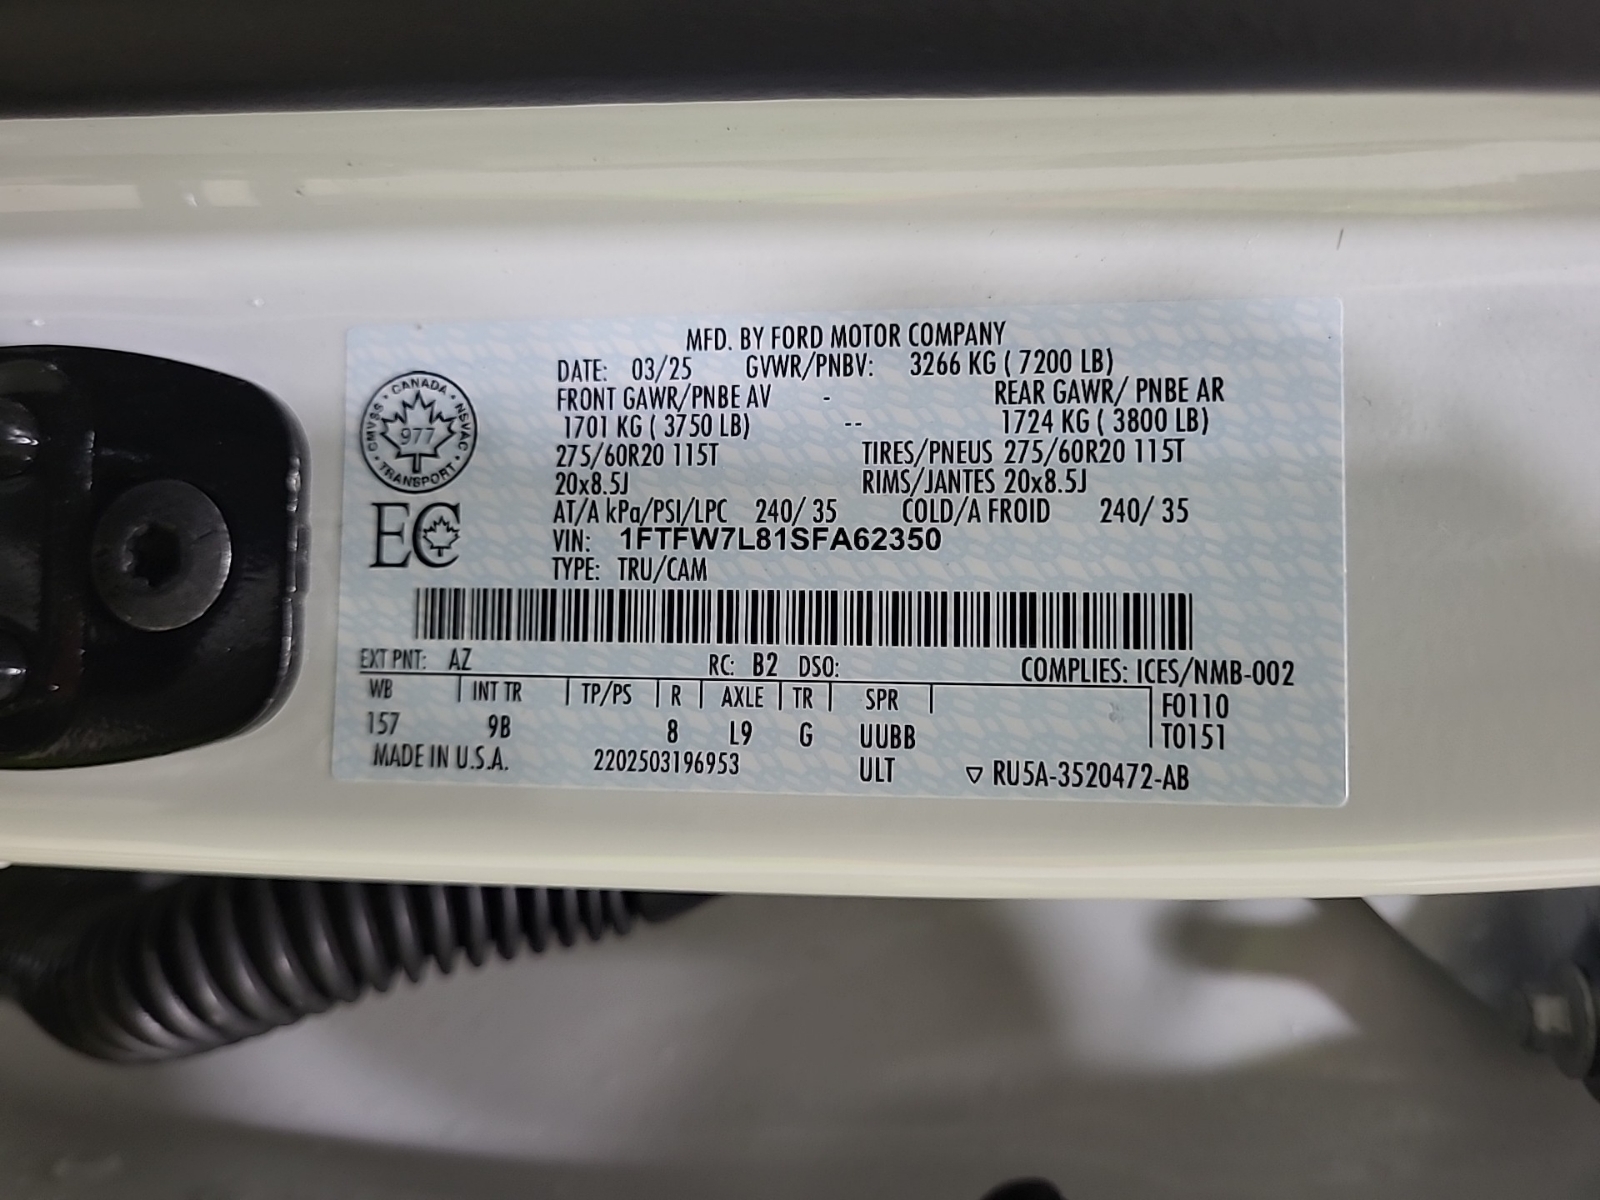 MFD. BY FORD MOTOR COMPANY
DATE: 03/25 GVWR/PNBV: 3266 KG ( 7200 LB)
FRONT GAWR/PNBE AV - REAR GAWR/ PNBE AR
1701 KG ( 3750 LB) -- 1724 KG ( 3800 LB)
275/60R20 115T TIRES/PNEUS 275/60R20 115T
20x8.5J RIMS/JANTES 20x8.5J
AT/A kPa/PSI/LPC 240/ 35 COLD/A FROID 240/ 35
VIN: 1FTFW7L81SFA62350
TYPE: TRU/CAM
CANADA
CMVSS 977 NSVAC
TRANSPORT
EC
EXT PNT: AZ RC: B2 DSO: COMPLIES: ICES/NMB-002
WB INT TR TP/PS R AXLE TR SPR F0110
157 9B 8 L9 G UUBB T0151
MADE IN U.S.A. 2202503196953 ULT ▽ RU5A-3520472-AB